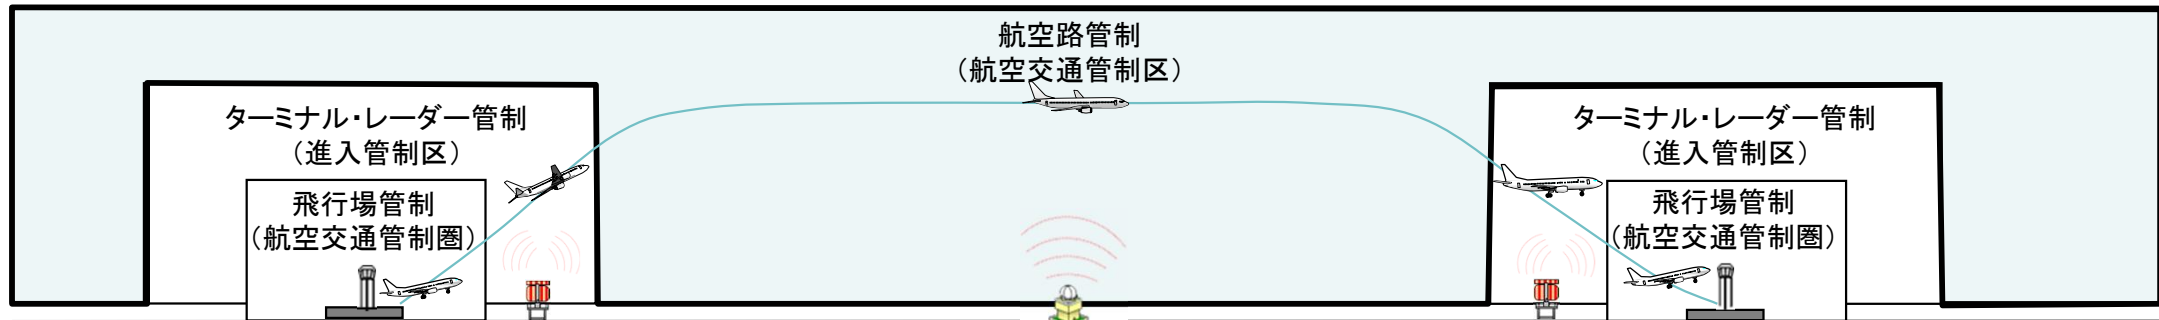 航空路管制
（航空交通管制区）
ターミナル・レーダー管制
（進入管制区）
飛行場管制
（航空交通管制圏）
ターミナル・レーダー管制
（進入管制区）
飛行場管制
（航空交通管制圏）